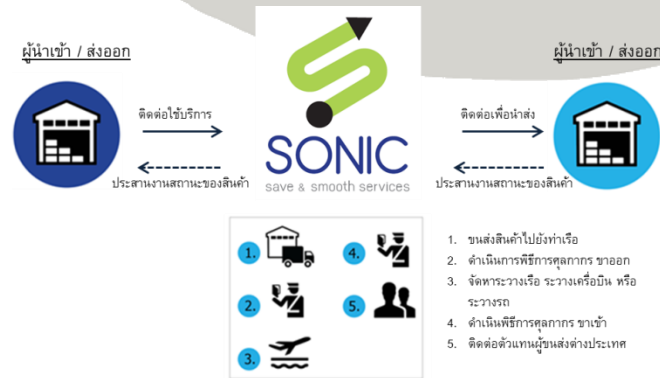 ผู้นำเข้า / ส่งออก
ผู้นำเข้า / ส่งออก
ติดต่อใช้บริการ
ติดต่อเพื่อนำส่ง
SONIC
save & smooth services
ประสานงานสถานะของสินค้า
ประสานงานสถานะของสินค้า
1.
2.
3.
4.
5.
1. ขนส่งสินค้าไปยังท่าเรือ
2. ดำเนินการพิธีการศุลกากร ขาออก
3. จัดหาระวางเรือ ระวางเครื่องบิน หรือ
ระวางรถ
4. ดำเนินพิธีการศุลกากร ขาเข้า
5. ติดต่อตัวแทนผู้ขนส่งต่างประเทศ